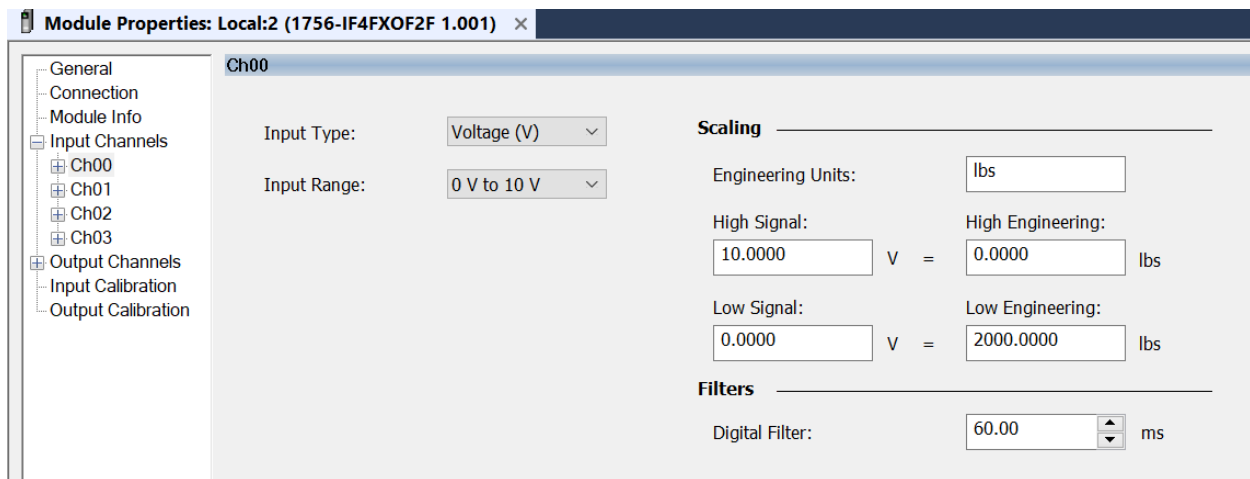 Module Properties: Local:2 (1756-IF4FXOF2F 1.001) ×
General
Connection
Module Info
Input Channels
Ch00
Ch01
Ch02
Ch03
Output Channels
Input Calibration
Output Calibration
Ch00
Input Type: Voltage (V)
Input Range: 0 V to 10 V
Scaling
Engineering Units: lbs
High Signal: High Engineering:
10.0000 V = 0.0000 lbs
Low Signal: Low Engineering:
0.0000 V = 2000.0000 lbs
Filters
Digital Filter: 60.00 ms